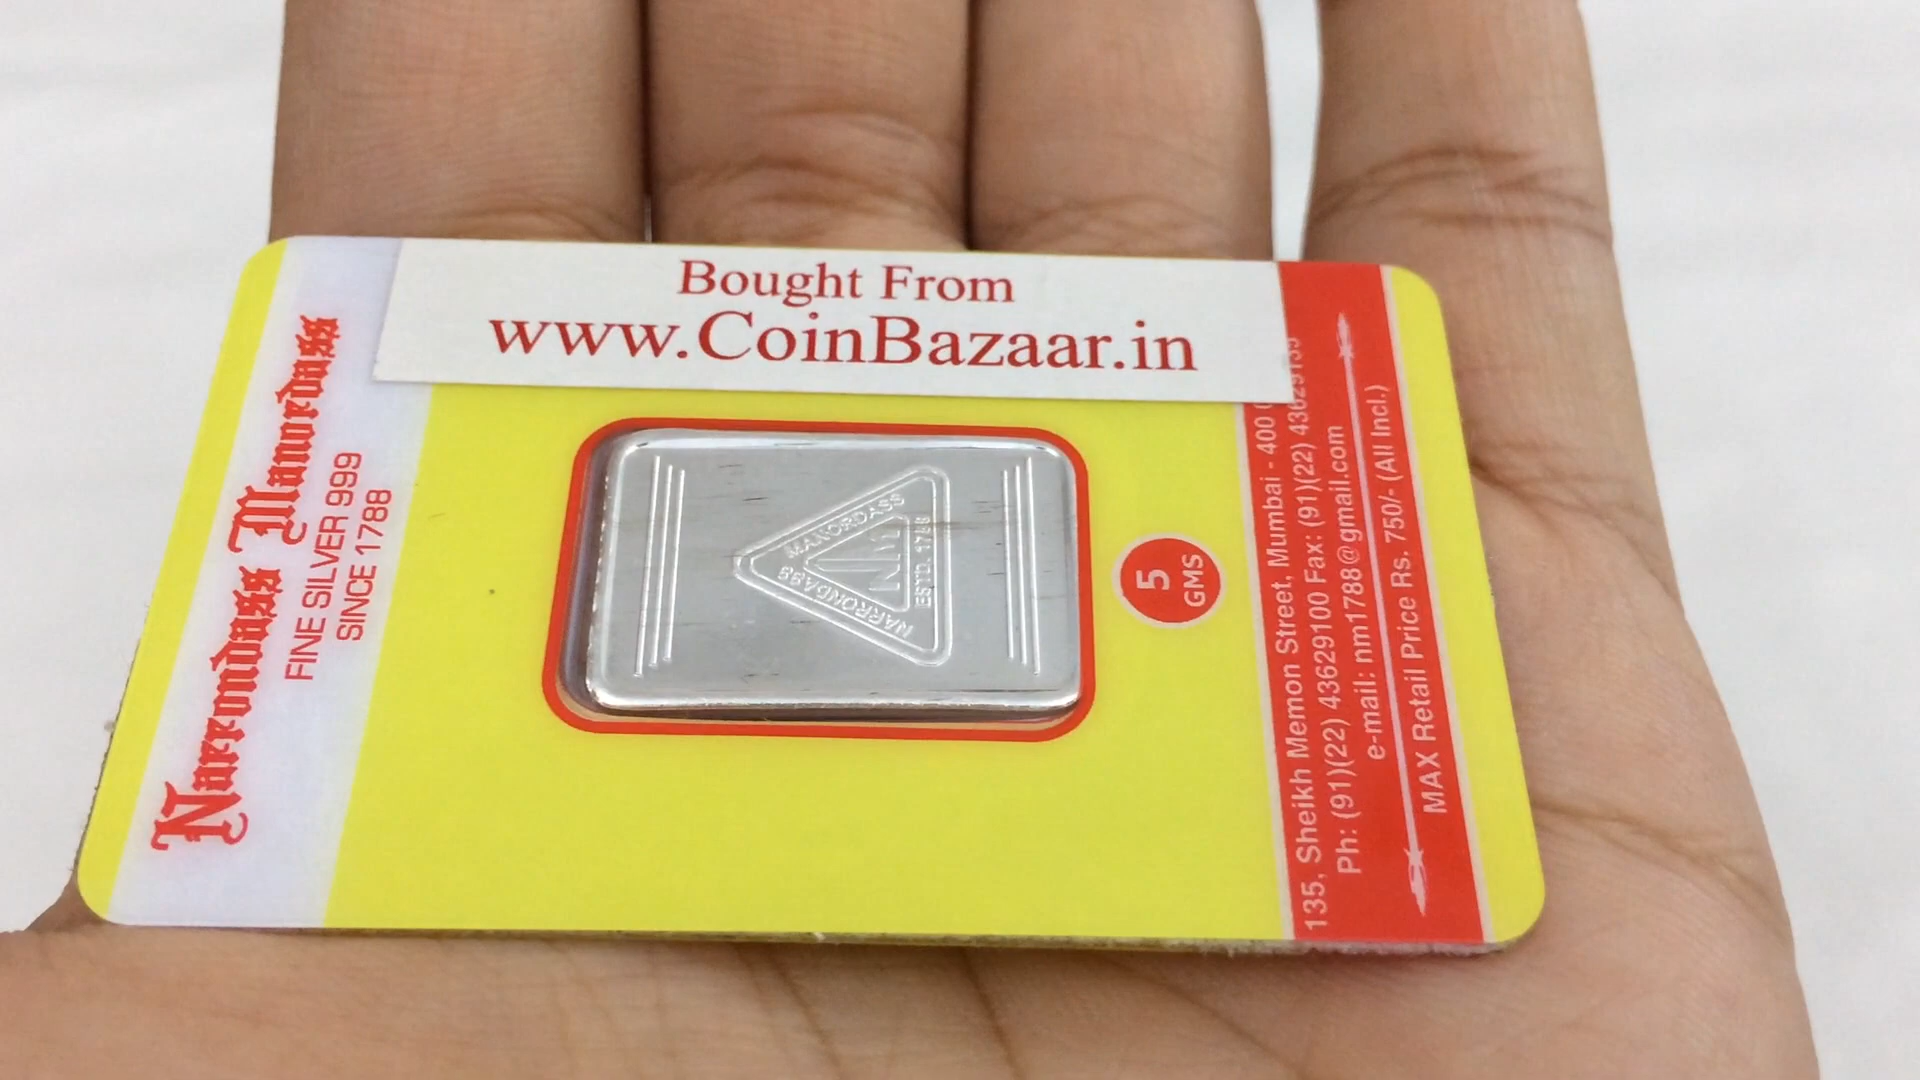 Bought From
www.CoinBazaar.in
Narrondass Manordass
FINE SILVER 999
SINCE 1788
MANORDASS
NARRONDASS
NM
ESTD. 1788
5
GMS
135, Sheikh Memon Street, Mumbai - 400
Ph: (91)(22) 43629100 Fax: (91)(22) 43629135
e-mail: nm1788@gmail.com
MAX Retail Price Rs. 750/- (All Incl.)